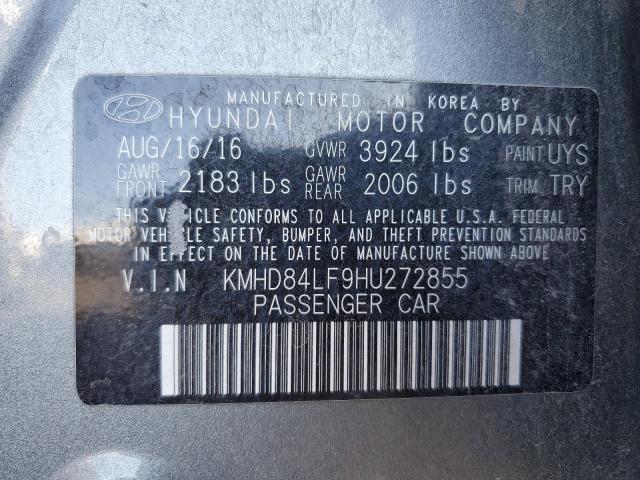 MANUFACTURED IN KOREA BY
HYUNDAI MOTOR COMPANY
AUG/16/16 GVWR 3924 lbs PAINT UYS
GAWR FRONT 2183 lbs GAWR REAR 2006 lbs TRIM TRY
THIS VEHICLE CONFORMS TO ALL APPLICABLE U.S.A. FEDERAL
MOTOR VEHICLE SAFETY, BUMPER, AND THEFT PREVENTION STANDARDS
IN EFFECT ON THE DATE OF MANUFACTURE SHOWN ABOVE
V.I.N KMHD84LF9HU272855
PASSENGER CAR